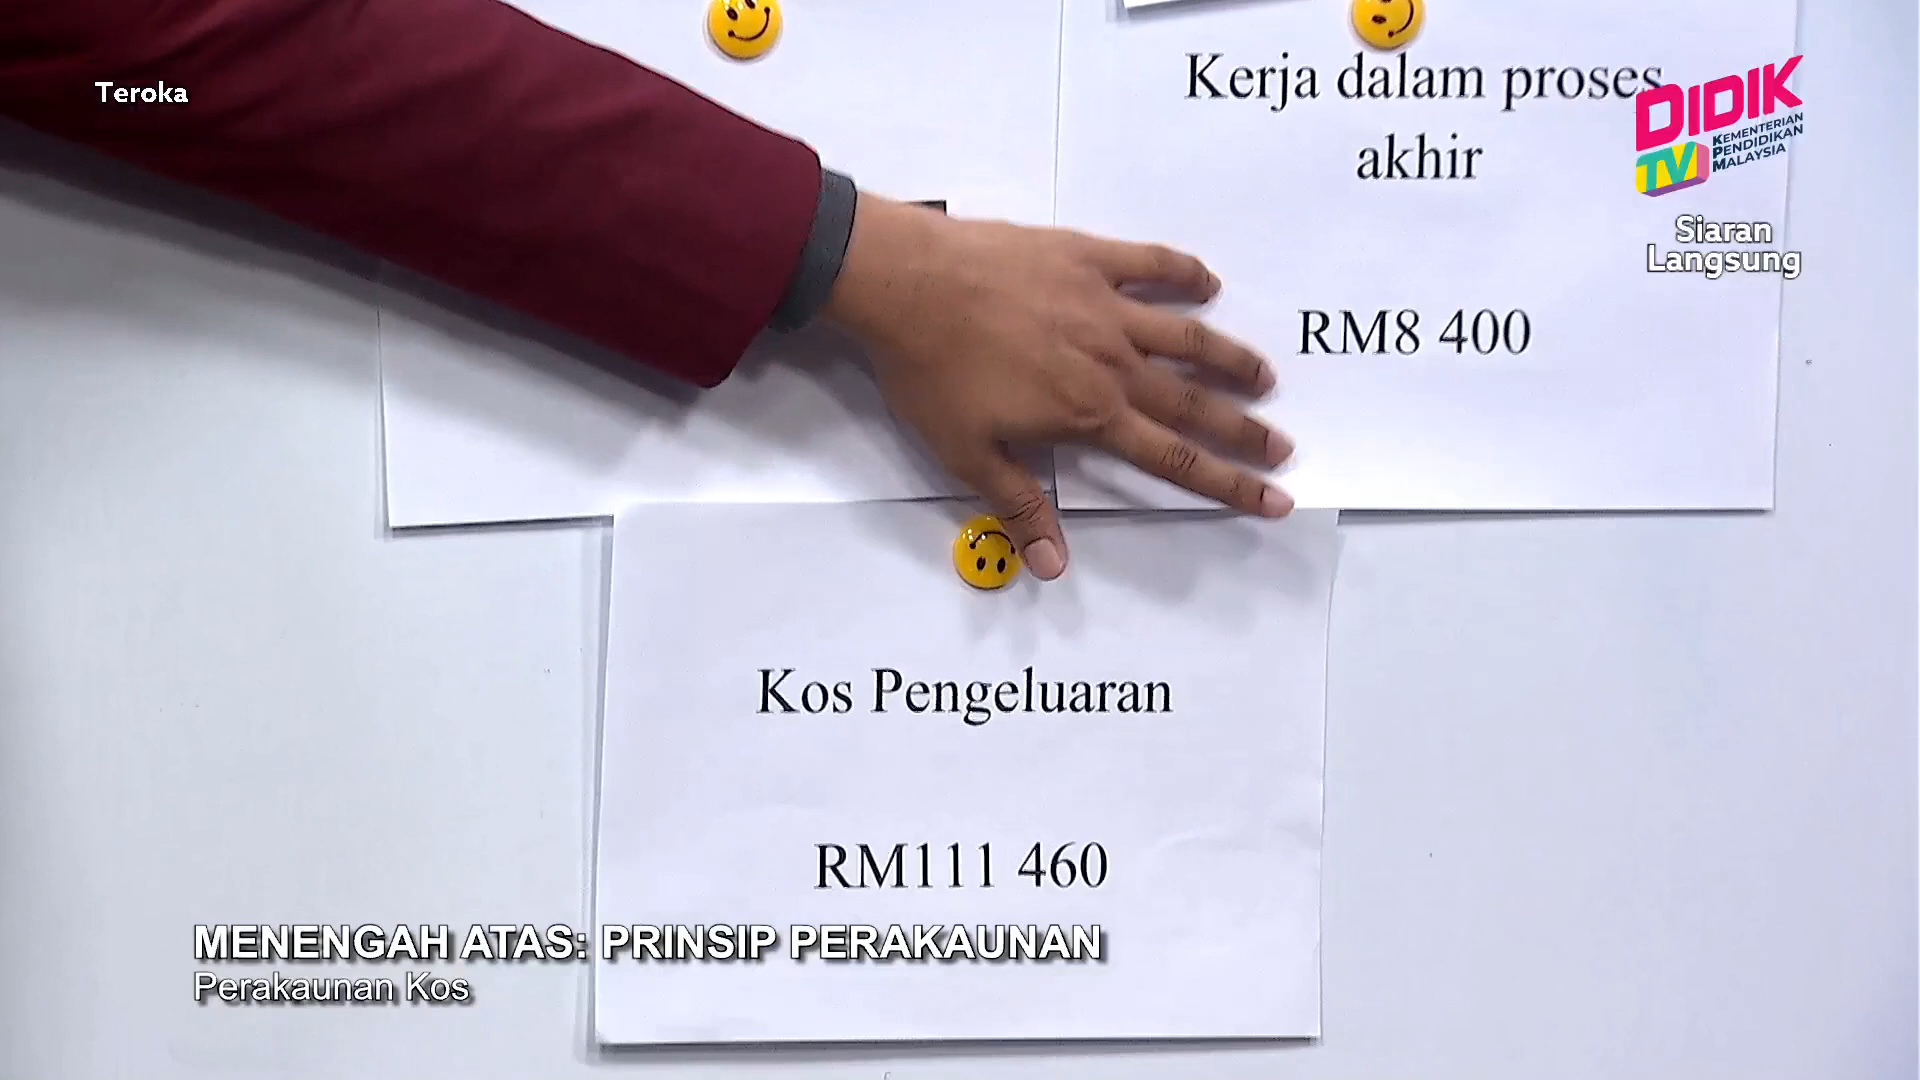 Teroka
Kerja dalam proses
akhir
DIDIK
TV
KEMENTERIAN
PENDIDIKAN
MALAYSIA
Siaran
Langsung
RM8 400
Kos Pengeluaran
RM111 460
MENENGAH ATAS: PRINSIP PERAKAUNAN
Perakaunan Kos